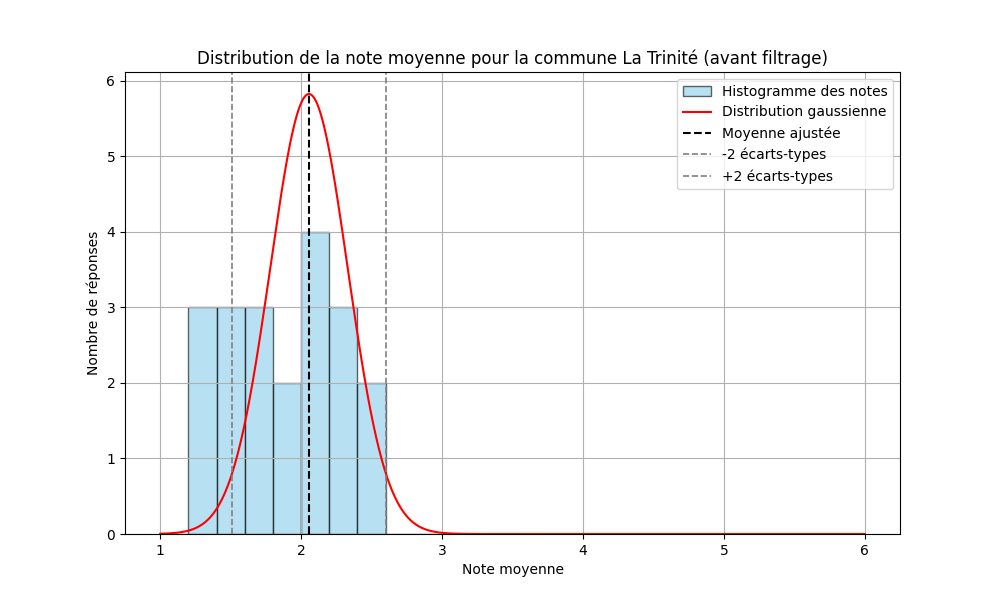 Distribution de la note moyenne pour la commune La Trinité (avant filtrage)
Histogramme des notes
Distribution gaussienne
Moyenne ajustée
-2 écarts-types
+2 écarts-types
Nombre de réponses
6
5
4
3
2
1
0
1 2 3 4 5 6
Note moyenne